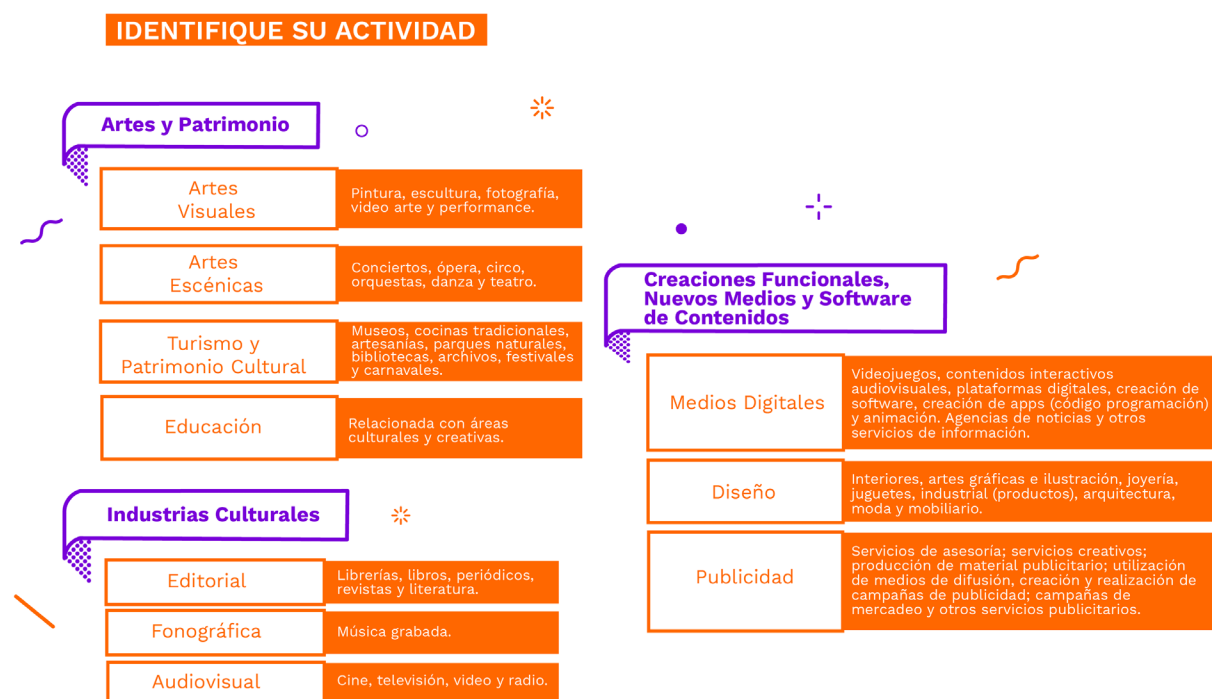 IDENTIFIQUE SU ACTIVIDAD
Artes y Patrimonio
Artes
Visuales
Pintura, escultura, fotografía,
video arte y performance.
Artes
Escénicas
Conciertos, ópera, circo,
orquestas, danza y teatro.
Turismo y
Patrimonio Cultural
Museos, cocinas tradicionales,
artesanías, parques naturales,
bibliotecas, archivos, festivales
y carnavales.
Educación
Relacionada con áreas
culturales y creativas.
Industrias Culturales
Editorial
Librerías, libros, periódicos,
revistas y literatura.
Fonográfica
Música grabada.
Audiovisual
Cine, televisión, video y radio.
Creaciones Funcionales,
Nuevos Medios y Software
de Contenidos
Medios Digitales
Videojuegos, contenidos interactivos
audiovisuales, plataformas digitales, creación de
software, creación de apps (código programación)
y animación. Agencias de noticias y otros
servicios de información.
Diseño
Interiores, artes gráficas e ilustración, joyería,
juguetes, industrial (productos), arquitectura,
moda y mobiliario.
Publicidad
Servicios de asesoría; servicios creativos;
producción de material publicitario; utilización
de medios de difusión, creación y realización de
campañas de publicidad; campañas de
mercadeo y otros servicios publicitarios.